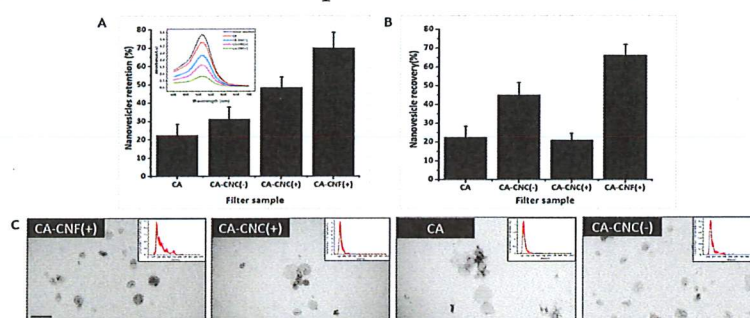 A
B
Nanovesicles retention (%)
80
70
60
50
40
30
20
10
0
Wavelength (nm)
CA
CA-CNC(-)
CA-CNC(+)
CA-CNF(+)
Filter sample
Nanovesicle recovery(%)
80
70
60
50
40
30
20
10
0
CA
CA-CNC(-)
CA-CNC(+)
CA-CNF(+)
Filter sample
C
CA-CNF(+)
CA-CNC(+)
CA
CA-CNC(-)